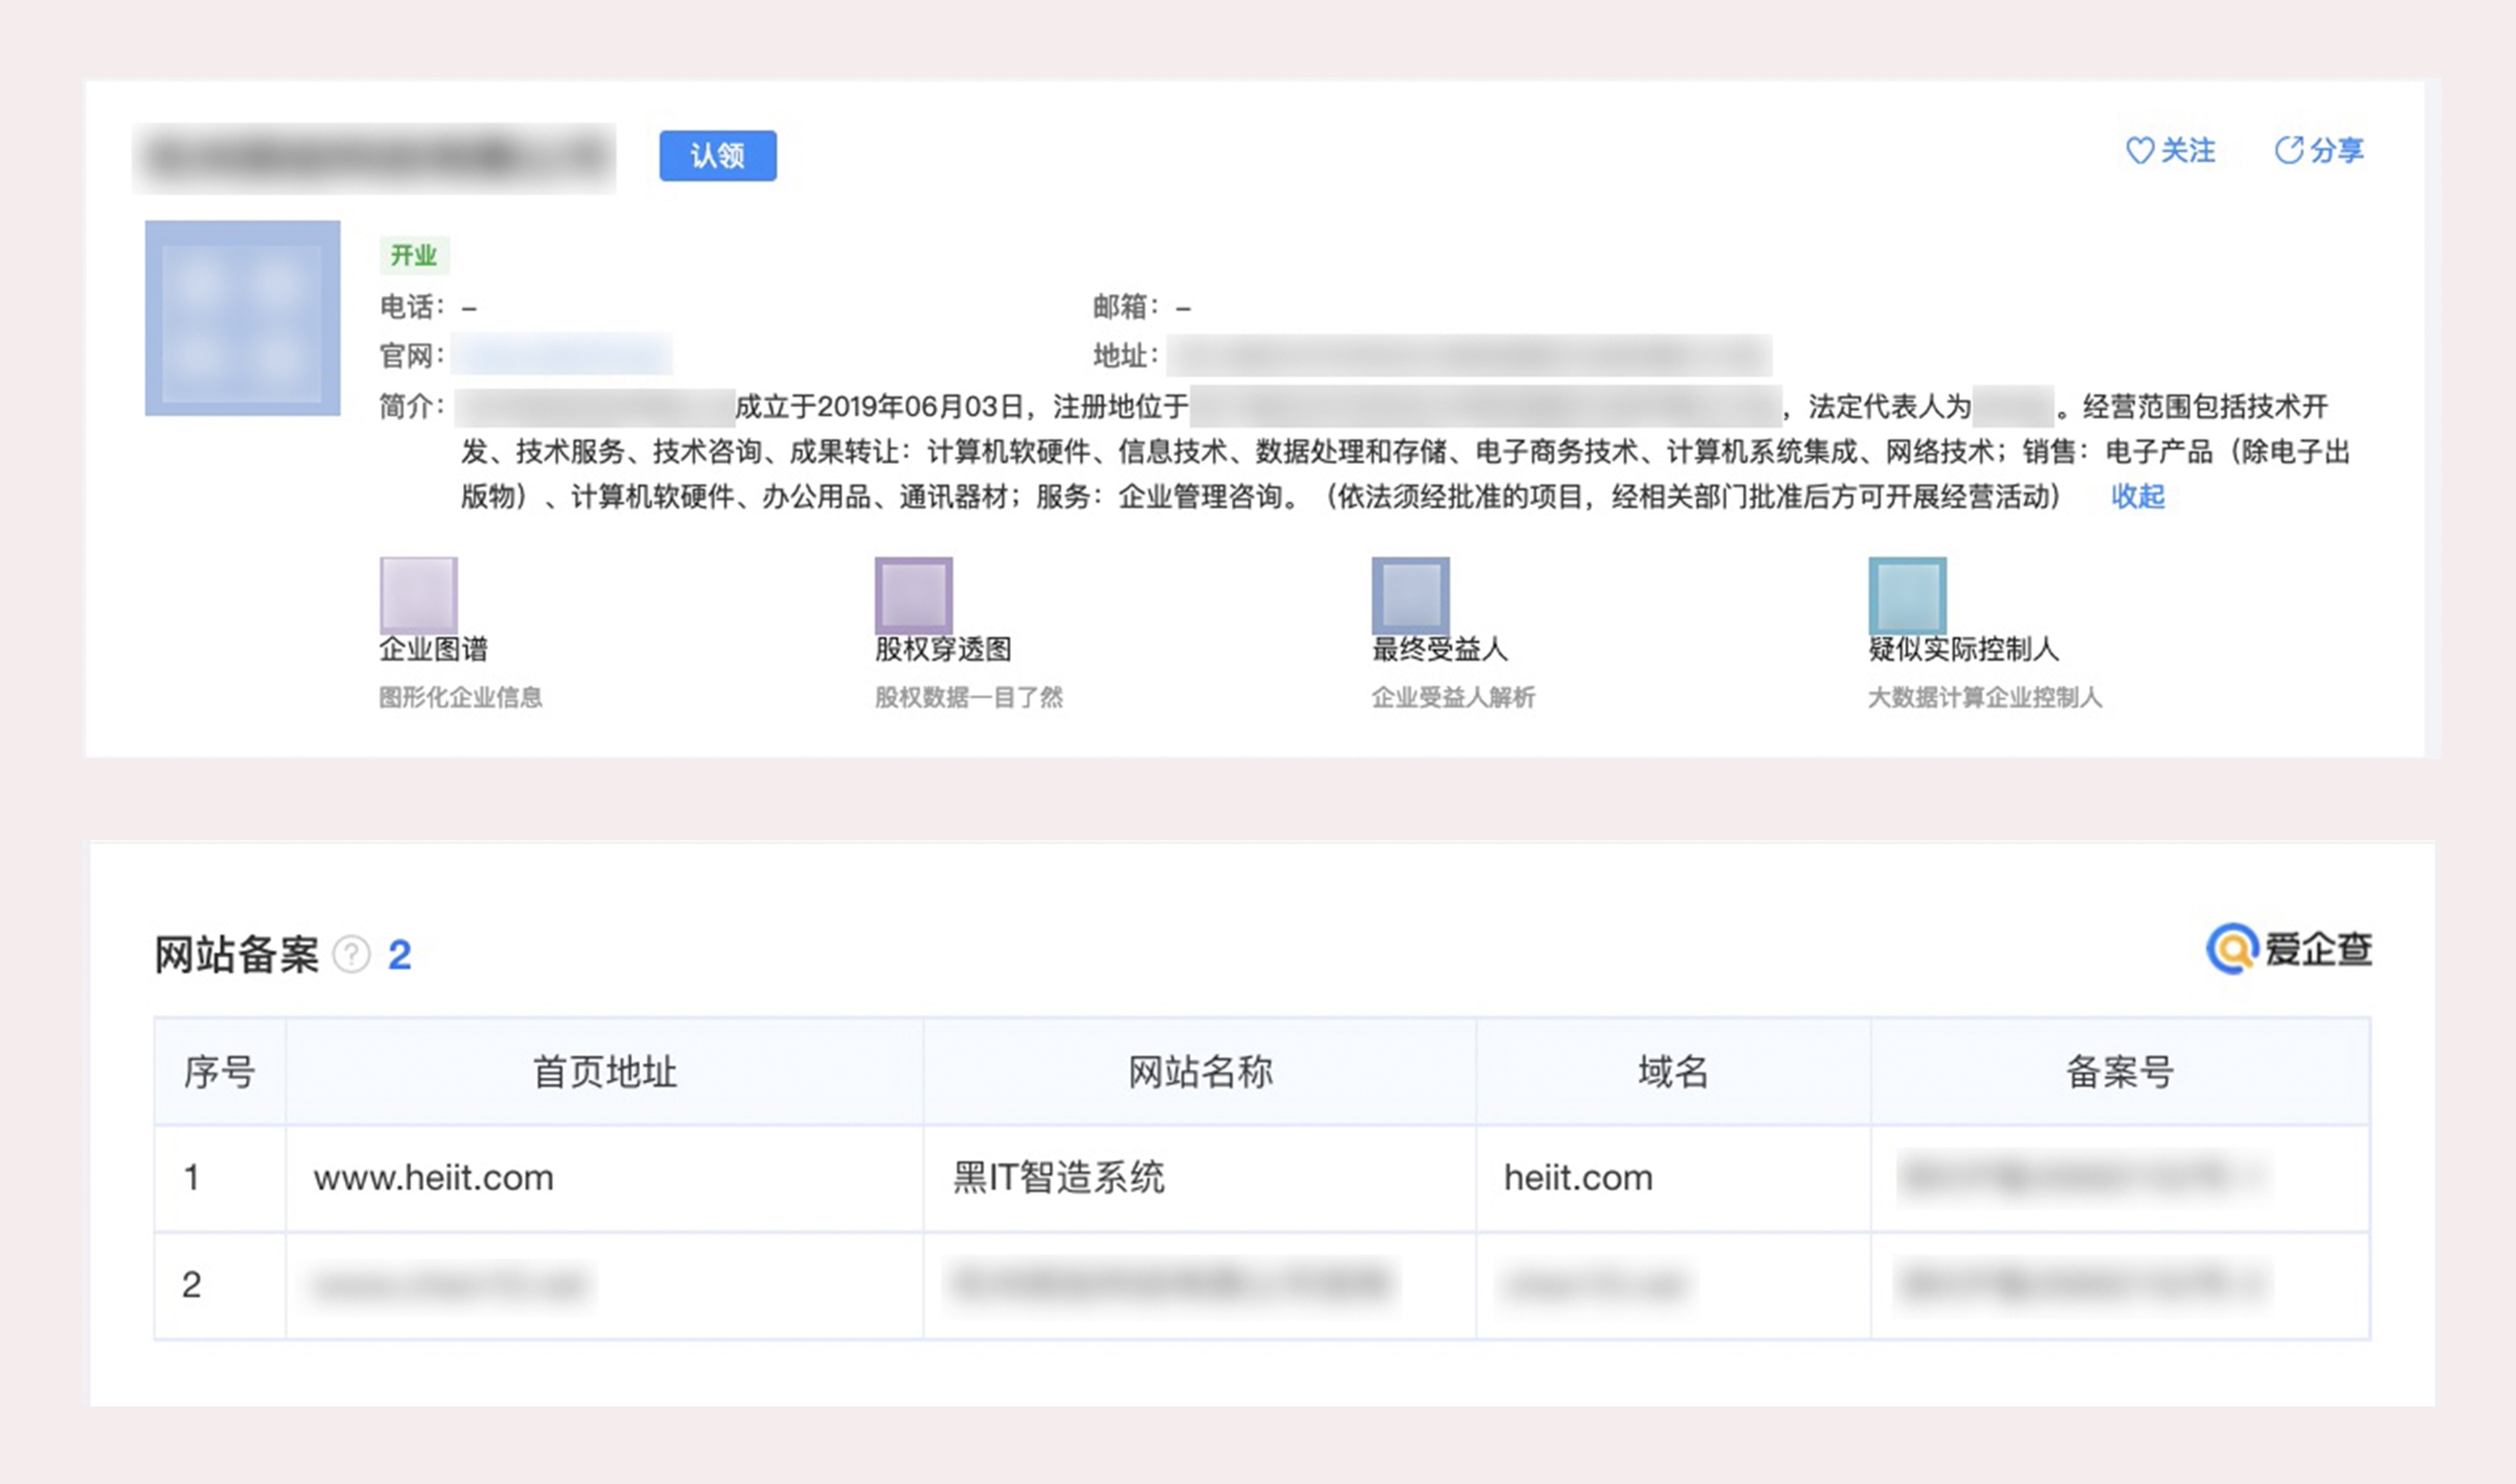 认领
关注
分享
开业
电话：–
邮箱：–
官网：
地址：
简介：成立于2019年06月03日，注册地位于，法定代表人为。经营范围包括技术开
发、技术服务、技术咨询、成果转让：计算机软硬件、信息技术、数据处理和存储、电子商务技术、计算机系统集成、网络技术；销售：电子产品（除电子出
版物）、计算机软硬件、办公用品、通讯器材；服务：企业管理咨询。（依法须经批准的项目，经相关部门批准后方可开展经营活动） 收起
企业图谱
股权穿透图
最终受益人
疑似实际控制人
图形化企业信息
股权数据一目了然
企业受益人解析
大数据计算企业控制人
网站备案 ? 2
爱企查
序号 首页地址 网站名称 域名 备案号
1 www.heiit.com 黑IT智造系统 heiit.com
2